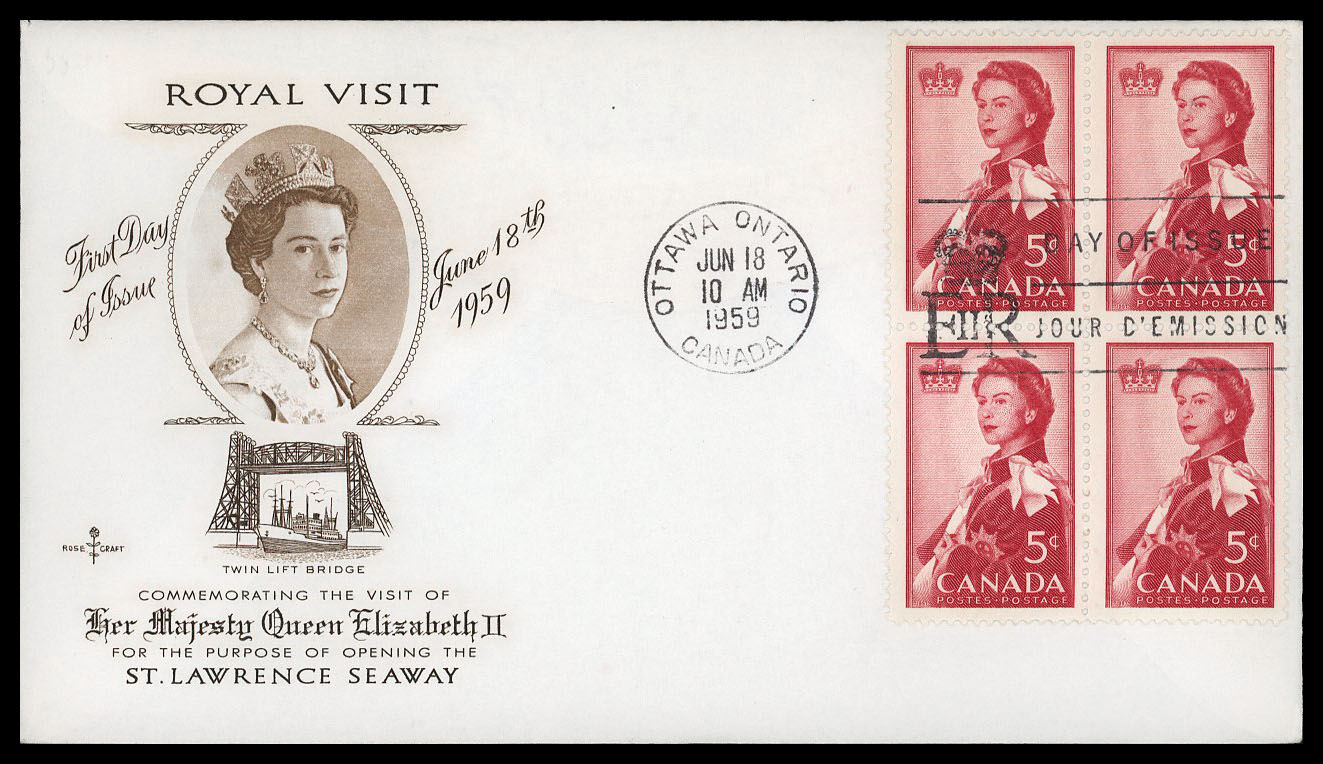 ROYAL VISIT
First Day
of Issue
June 18th
1959
ROSE CRAFT
TWIN LIFT BRIDGE
COMMEMORATING THE VISIT OF
Her Majesty Queen Elizabeth II
FOR THE PURPOSE OF OPENING THE
ST. LAWRENCE SEAWAY
OTTAWA ONTARIO
JUN 18
10 AM
1959
CANADA
5¢
CANADA
POSTES-POSTAGE
5¢
CANADA
POSTES-POSTAGE
DAY OF ISSUE
EIIR JOUR D'EMISSION
5¢
CANADA
POSTES-POSTAGE
5¢
CANADA
POSTES-POSTAGE